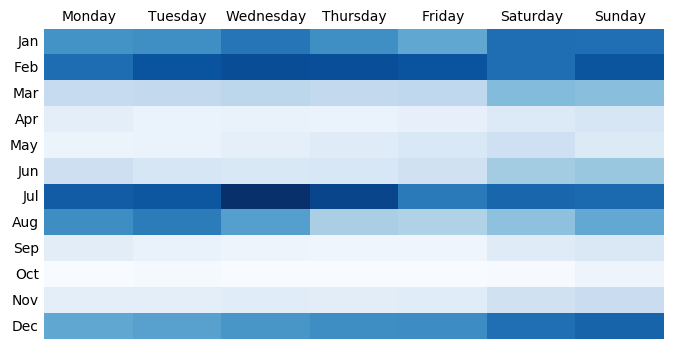 Monday Tuesday Wednesday Thursday Friday Saturday Sunday
Jan
Feb
Mar
Apr
May
Jun
Jul
Aug
Sep
Oct
Nov
Dec